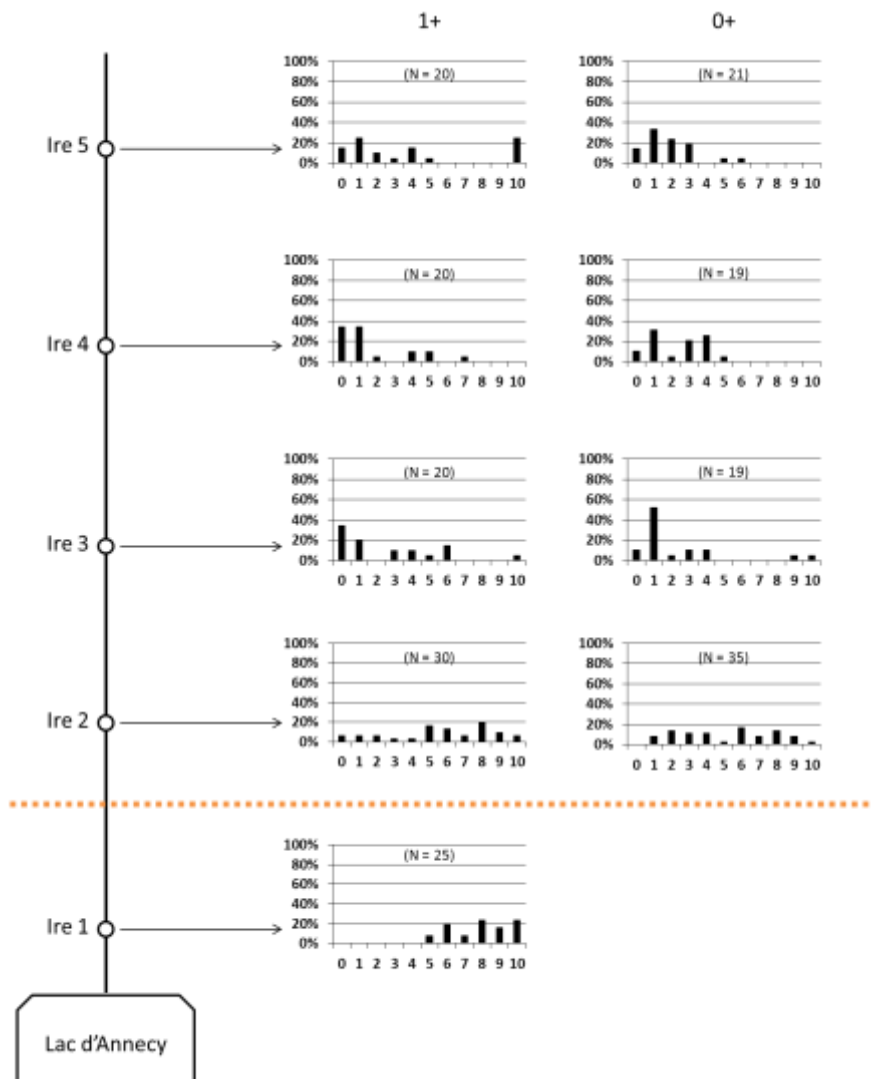 1+ 0+
100% (N = 20) 100% (N = 21)
80% 80%
60% 60%
40% 40%
Ire 5 20% 20%
0% 0%
0 1 2 3 4 5 6 7 8 9 10 0 1 2 3 4 5 6 7 8 9 10
100% (N = 20) 100% (N = 19)
80% 80%
60% 60%
40% 40%
Ire 4 20% 20%
0% 0%
0 1 2 3 4 5 6 7 8 9 10 0 1 2 3 4 5 6 7 8 9 10
100% (N = 20) 100% (N = 19)
80% 80%
60% 60%
40% 40%
Ire 3 20% 20%
0% 0%
0 1 2 3 4 5 6 7 8 9 10 0 1 2 3 4 5 6 7 8 9 10
100% (N = 30) 100% (N = 35)
80% 80%
60% 60%
40% 40%
Ire 2 20% 20%
0% 0%
0 1 2 3 4 5 6 7 8 9 10 0 1 2 3 4 5 6 7 8 9 10
100% (N = 25)
80%
60%
40%
Ire 1 20%
0%
0 1 2 3 4 5 6 7 8 9 10
Lac d'Annecy